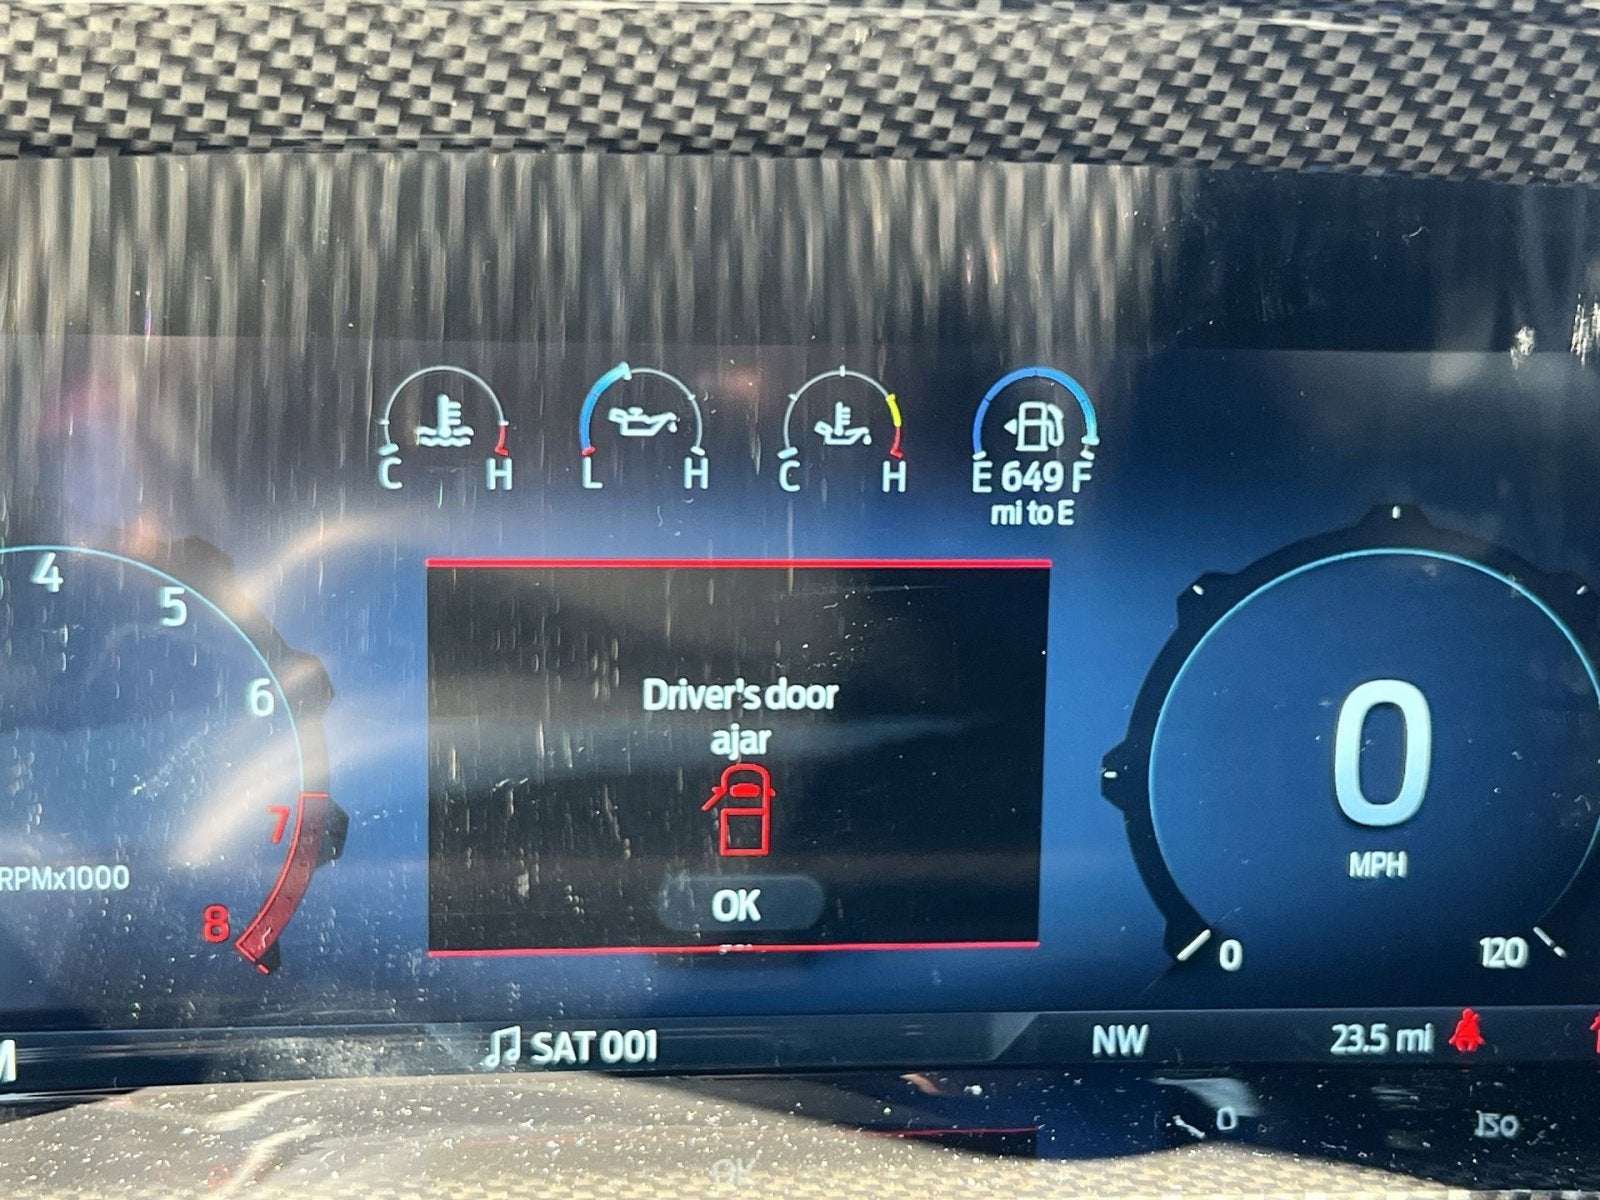 C H L H C H E 649 F
mi to E
4
5
6
7
8
RPMx1000
Driver's door
ajar
OK
0
MPH
0 120
SAT 001
NW
23.5 mi